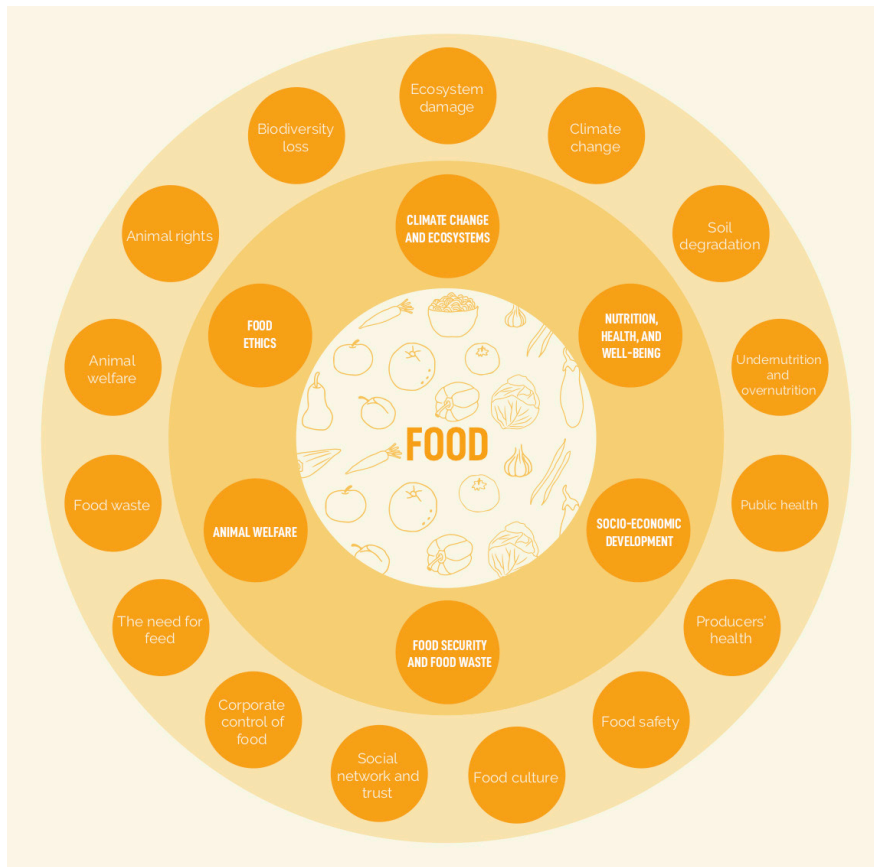 Ecosystem
damage
Climate
change
Soil
degradation
Undernutrition
and
overnutrition
Public health
Producers'
health
Food safety
Food culture
Social
network and
trust
Corporate
control of
food
The need for
feed
Food waste
Animal
welfare
Animal rights
Biodiversity
loss
CLIMATE CHANGE
AND ECOSYSTEMS
NUTRITION,
HEALTH, AND
WELL-BEING
SOCIO-ECONOMIC
DEVELOPMENT
FOOD SECURITY
AND FOOD WASTE
ANIMAL WELFARE
FOOD
ETHICS
FOOD